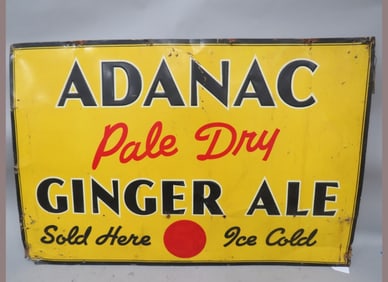 ADANAC
Pale Dry
GINGER ALE
Sold Here Ice Cold